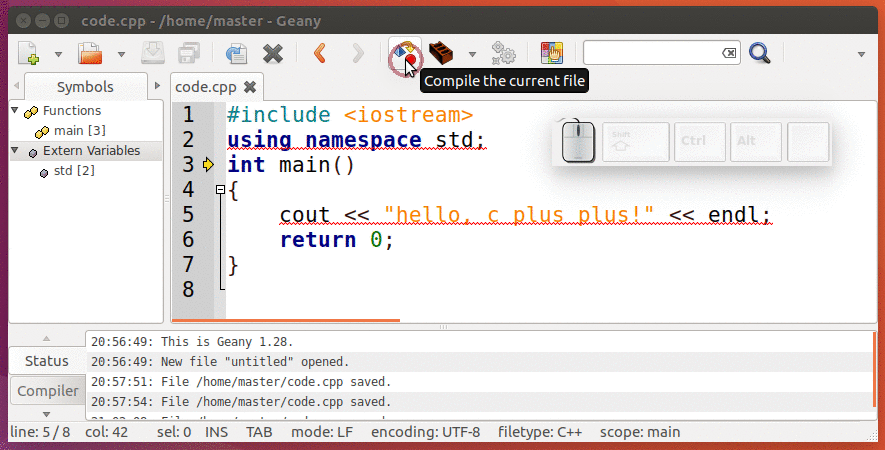 code.cpp - /home/master - Geany
Compile the current file
Symbols
code.cpp
Functions
main [3]
Extern Variables
std [2]
1 #include <iostream>
2 using namespace std;
3 int main()
4 {
5 cout << "hello, c plus plus!" << endl;
6 return 0;
7 }
8
Shift
Ctrl
Alt
Status
Compiler
20:56:49: This is Geany 1.28.
20:56:49: New file "untitled" opened.
20:57:51: File /home/master/code.cpp saved.
20:57:54: File /home/master/code.cpp saved.
line: 5 / 8 col: 42 sel: 0 INS TAB mode: LF encoding: UTF-8 filetype: C++ scope: main